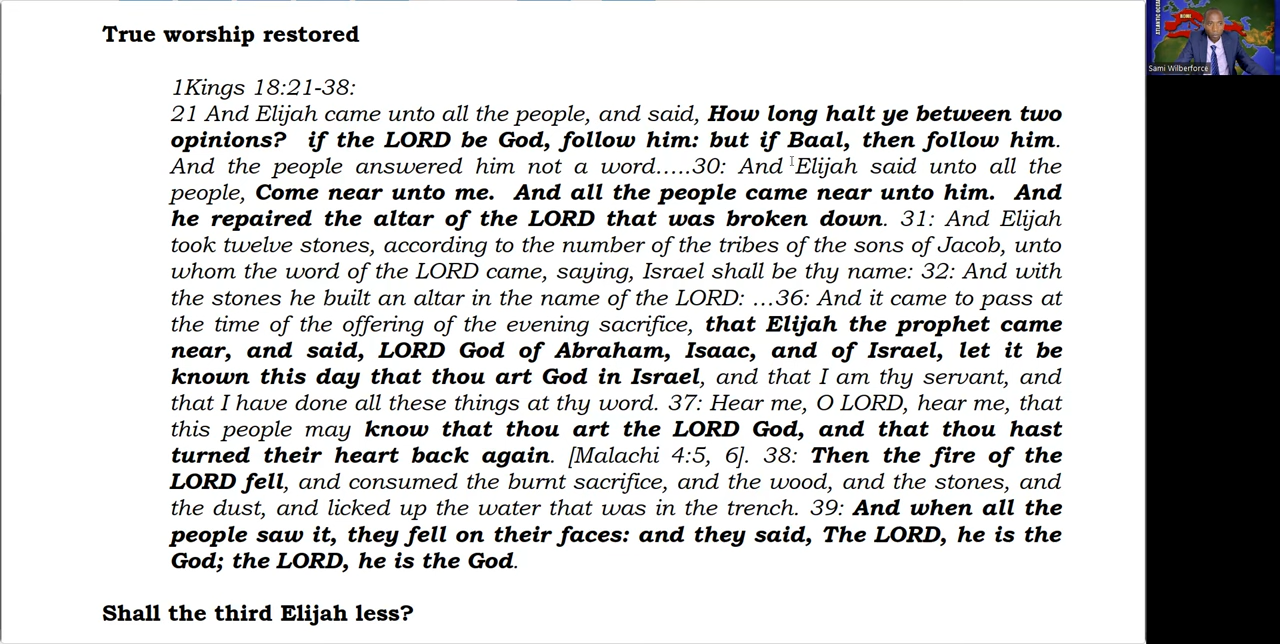 True worship restored
1Kings 18:21-38:
21 And Elijah came unto all the people, and said, How long halt ye between two
opinions? if the LORD be God, follow him: but if Baal, then follow him.
And the people answered him not a word…..30: And Elijah said unto all the
people, Come near unto me. And all the people came near unto him. And
he repaired the altar of the LORD that was broken down. 31: And Elijah
took twelve stones, according to the number of the tribes of the sons of Jacob, unto
whom the word of the LORD came, saying, Israel shall be thy name: 32: And with
the stones he built an altar in the name of the LORD: …36: And it came to pass at
the time of the offering of the evening sacrifice, that Elijah the prophet came
near, and said, LORD God of Abraham, Isaac, and of Israel, let it be
known this day that thou art God in Israel, and that I am thy servant, and
that I have done all these things at thy word. 37: Hear me, O LORD, hear me, that
this people may know that thou art the LORD God, and that thou hast
turned their heart back again. [Malachi 4:5, 6]. 38: Then the fire of the
LORD fell, and consumed the burnt sacrifice, and the wood, and the stones, and
the dust, and licked up the water that was in the trench. 39: And when all the
people saw it, they fell on their faces: and they said, The LORD, he is the
God; the LORD, he is the God.
Shall the third Elijah less?
ATLANTIC OCEAN
Sami Wilberforce